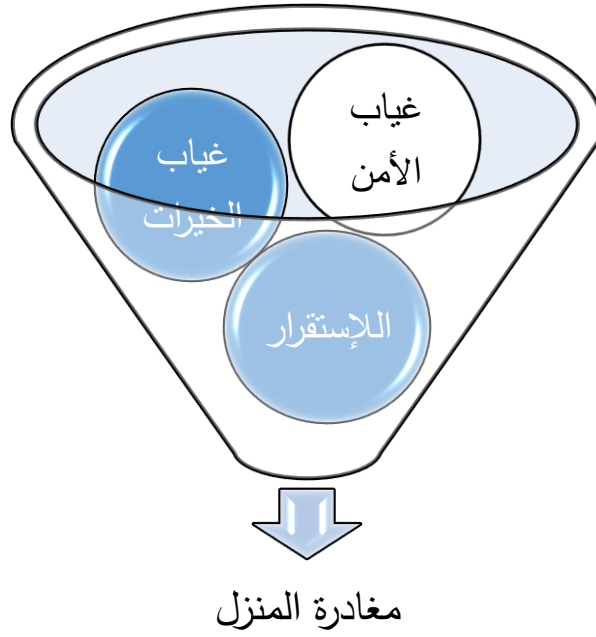 غياب
الأمن
غياب
الخيرات
اللإستقرار
مغادرة المنزل